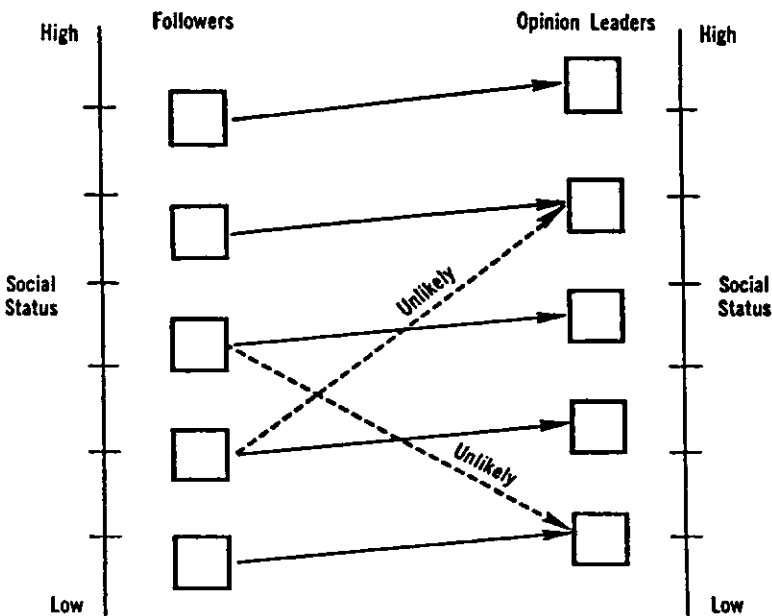 Followers
Opinion Leaders
High
High
Unlikely
Social
Status
Social
Status
Unlikely
Low
Low